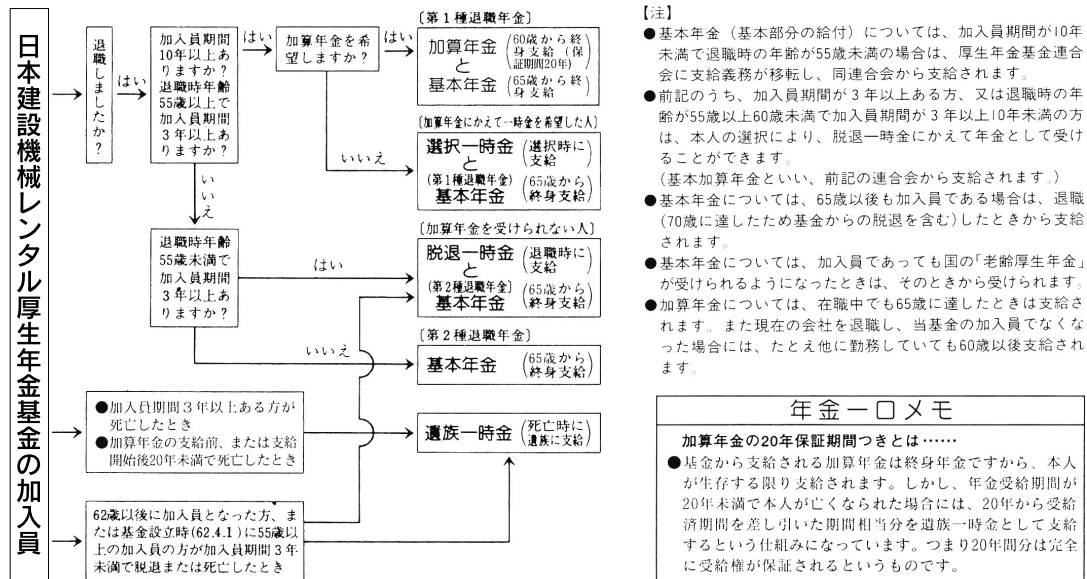 日本建設機械レンタル厚生年金基金の加入員
退職しましたか?
はい
加入員期間
10年以上あ
りますか?
退職時年齢
55歳以上で
加入員期間
3年以上あ
りますか?
はい
加算年金を希
望しますか?
はい
〔第1種退職年金〕
加算年金(60歳から終
身支給(保
証期間20年)
と
基本年金(65歳から終
身支給)
いいえ
〔加算年金にかえて一時金を希望した人〕
選択一時金(選択時に
支給)
と
(第1種退職年金)
基本年金(65歳から
終身支給)
いいえ
退職時年齢
55歳未満で
加入員期間
3年以上あ
りますか?
はい
〔加算年金を受けられない人〕
脱退一時金(退職時に
支給)
と
(第2種退職年金)
基本年金(65歳から
終身支給)
いいえ
〔第2種退職年金〕
基本年金(65歳から
終身支給)
●加入員期間3年以上ある方が
死亡したとき
●加算年金の支給前、または支給
開始後20年未満で死亡したとき
遺族一時金(死亡時に
遺族に支給)
62歳以後に加入員となった方、ま
たは基金設立時(62.4.1)に55歳以
上の加入員の方が加入員期間3年
未満で脱退または死亡したとき
【注】
●基本年金(基本部分の給付)については、加入員期間が10年
未満で退職時の年齢が55歳未満の場合は、厚生年金基金連合
会に支給義務が移転し、同連合会から支給されます。
●前記のうち、加入員期間が3年以上ある方、又は退職時の年
齢が55歳以上60歳未満で加入員期間が3年以上10年未満の方
は、本人の選択により、脱退一時金にかえて年金として受け
ることができます。
(基本加算年金といい、前記の連合会から支給されます。)
●基本年金については、65歳以後も加入員である場合は、退職
(70歳に達したため基金からの脱退を含む)したときから支給
されます。
●基本年金については、加入員であっても国の「老齢厚生年金」
が受けられるようになったときは、そのときから受けられます。
●加算年金については、在職中でも65歳に達したときは支給さ
れます。また現在の会社を退職し、当基金の加入員でなくな
った場合には、たとえ他に勤務していても60歳以後支給され
ます。
年金一口メモ
加算年金の20年保証期間つきとは……
●基金から支給される加算年金は終身年金ですから、本人
が生存する限り支給されます。しかし、年金受給期間が
20年未満で本人が亡くなられた場合には、20年から受給
済期間を差し引いた期間相当分を遺族一時金として支給
するという仕組みになっています。つまり20年間分は完全
に受給権が保証されるというものです。